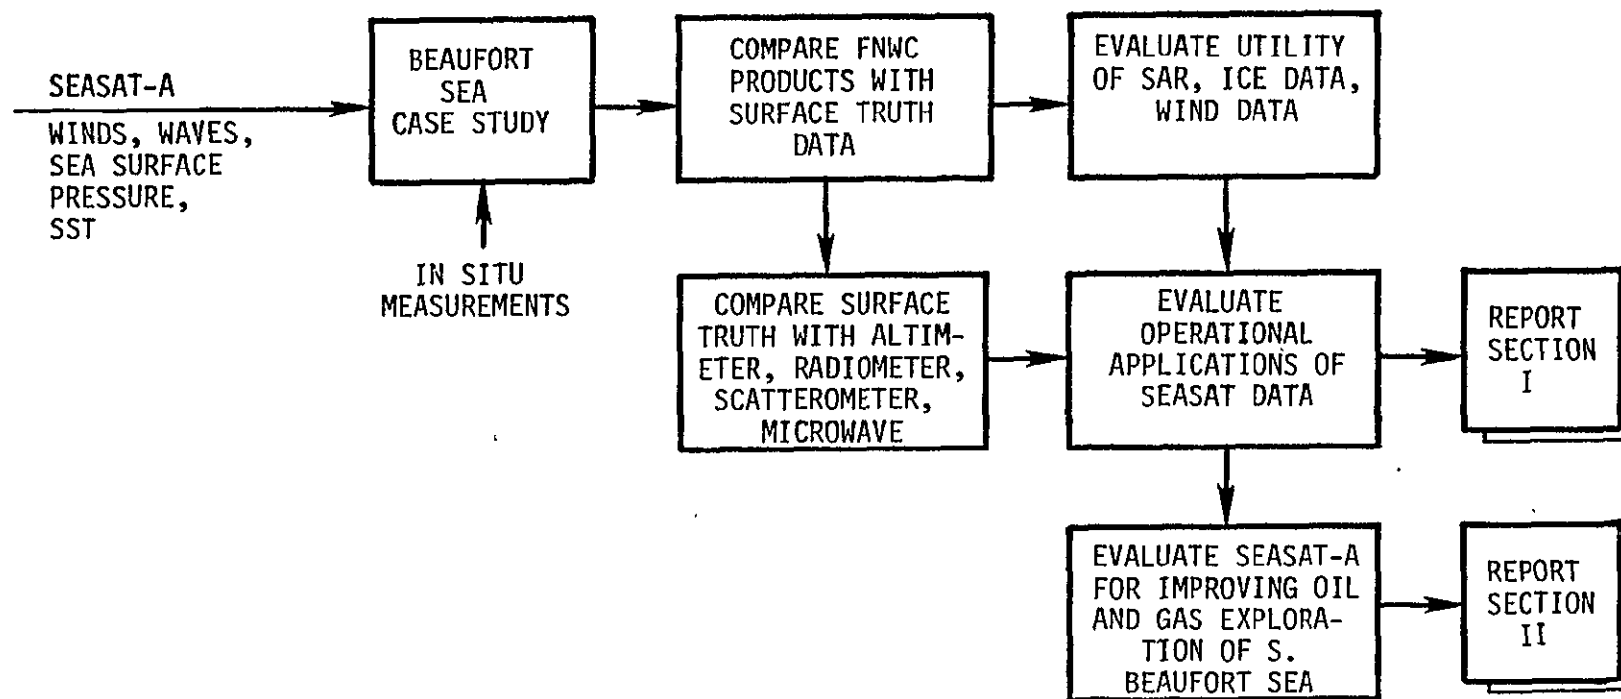 SEASAT-A
WINDS, WAVES,
SEA SURFACE
PRESSURE,
SST
BEAUFORT
SEA
CASE STUDY
IN SITU
MEASUREMENTS
COMPARE FNWC
PRODUCTS WITH
SURFACE TRUTH
DATA
EVALUATE UTILITY
OF SAR, ICE DATA,
WIND DATA
COMPARE SURFACE
TRUTH WITH ALTIM-
ETER, RADIOMETER,
SCATTEROMETER,
MICROWAVE
EVALUATE
OPERATIONAL
APPLICATIONS OF
SEASAT DATA
REPORT
SECTION
I
EVALUATE SEASAT-A
FOR IMPROVING OIL
AND GAS EXPLORA-
TION OF S.
BEAUFORT SEA
REPORT
SECTION
II